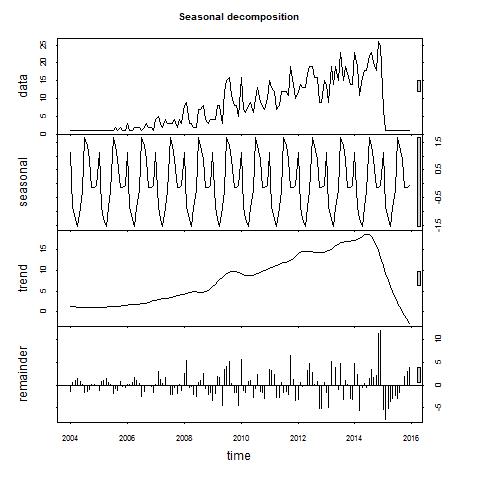 Seasonal decomposition
data
0 5 10 15 20 25
seasonal
-1.5 -0.5 0.5 1.5
trend
0 5 10 15
remainder
-5 0 5 10
2004 2006 2008 2010 2012 2014 2016
time